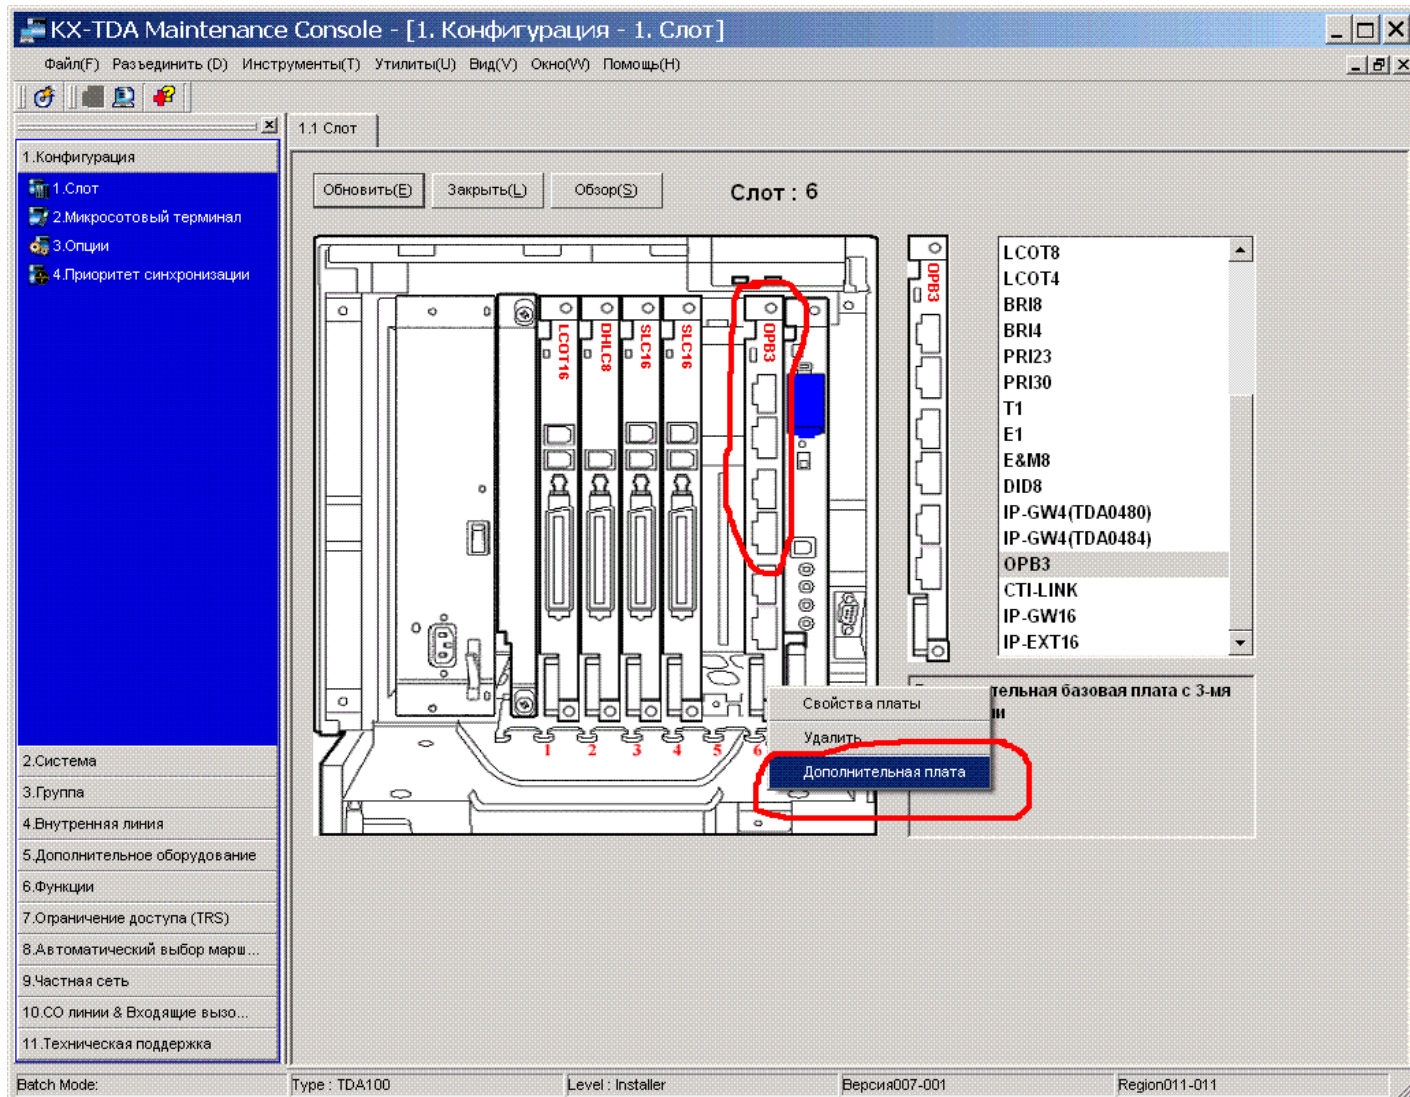 KX-TDA Maintenance Console - [1. Конфигурация - 1. Слот]
Файл(F) Разъединить (D) Инструменты(T) Утилиты(U) Вид(V) Окно(W) Помощь(H)
1.1 Слот
1.Конфигурация
1.Слот
2.Микросотовый терминал
3.Опции
4.Приоритет синхронизации
2.Система
3.Группа
4.Внутренняя линия
5.Дополнительное оборудование
6.Функции
7.Ограничение доступа (TRS)
8.Автоматический выбор марш...
9.Частная сеть
10.CO линии & Входящие вызо...
11.Техническая поддержка
Обновить(E) Закрыть(L) Обзор(S) Слот : 6
LCOT16
DHLC8
SLC16
SLC16
OPB3
1 2 3 4 5 6
OPB3
LCOT8
LCOT4
BRI8
BRI4
PRI23
PRI30
T1
E1
E&M8
DID8
IP-GW4(TDA0480)
IP-GW4(TDA0484)
OPB3
CTI-LINK
IP-GW16
IP-EXT16
тельная базовая плата с 3-мя
Свойства платы
Удалить
Дополнительная плата
Batch Mode: Type : TDA100 Level : Installer Версия007-001 Region011-011